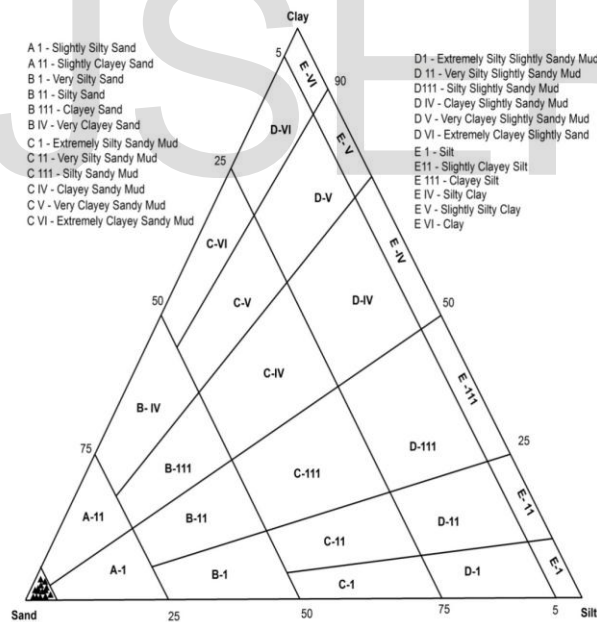 JSER
Clay
A 1 - Slightly Silty Sand
A 11 - Slightly Clayey Sand
B 1 - Very Silty Sand
B 11 - Silty Sand
B 111 - Clayey Sand
B IV - Very Clayey Sand
C 1 - Extremely Silty Sandy Mud
C 11 - Very Silty Sandy Mud
C 111 - Silty Sandy Mud
C IV - Clayey Sandy Mud
C V - Very Clayey Sandy Mud
C VI - Extremely Clayey Sandy Mud
D1 - Extremely Silty Slightly Sandy Mud
D 11 - Very Silty Slightly Sandy Mud
D111 - Silty Slightly Sandy Mud
D IV - Clayey Slightly Sandy Mud
D V - Very Clayey Slightly Sandy Mud
D VI - Extremely Clayey Slightly Sand
E 1 - Silt
E11 - Slightly Clayey Silt
E 111 - Clayey Silt
E IV - Silty Clay
E V - Slightly Silty Clay
E VI - Clay
5
E -VI
90
D-VI
E- V
25
D-V
C-VI
E -IV
50
C-V
D-IV
50
C-IV
B- IV
E -111
75
B-111
C-111
D-111
25
A-11
B-11
C-11
D-11
E- 11
A-1
B-1
C-1
D-1
E-1
Sand
25
50
75
5
Silt